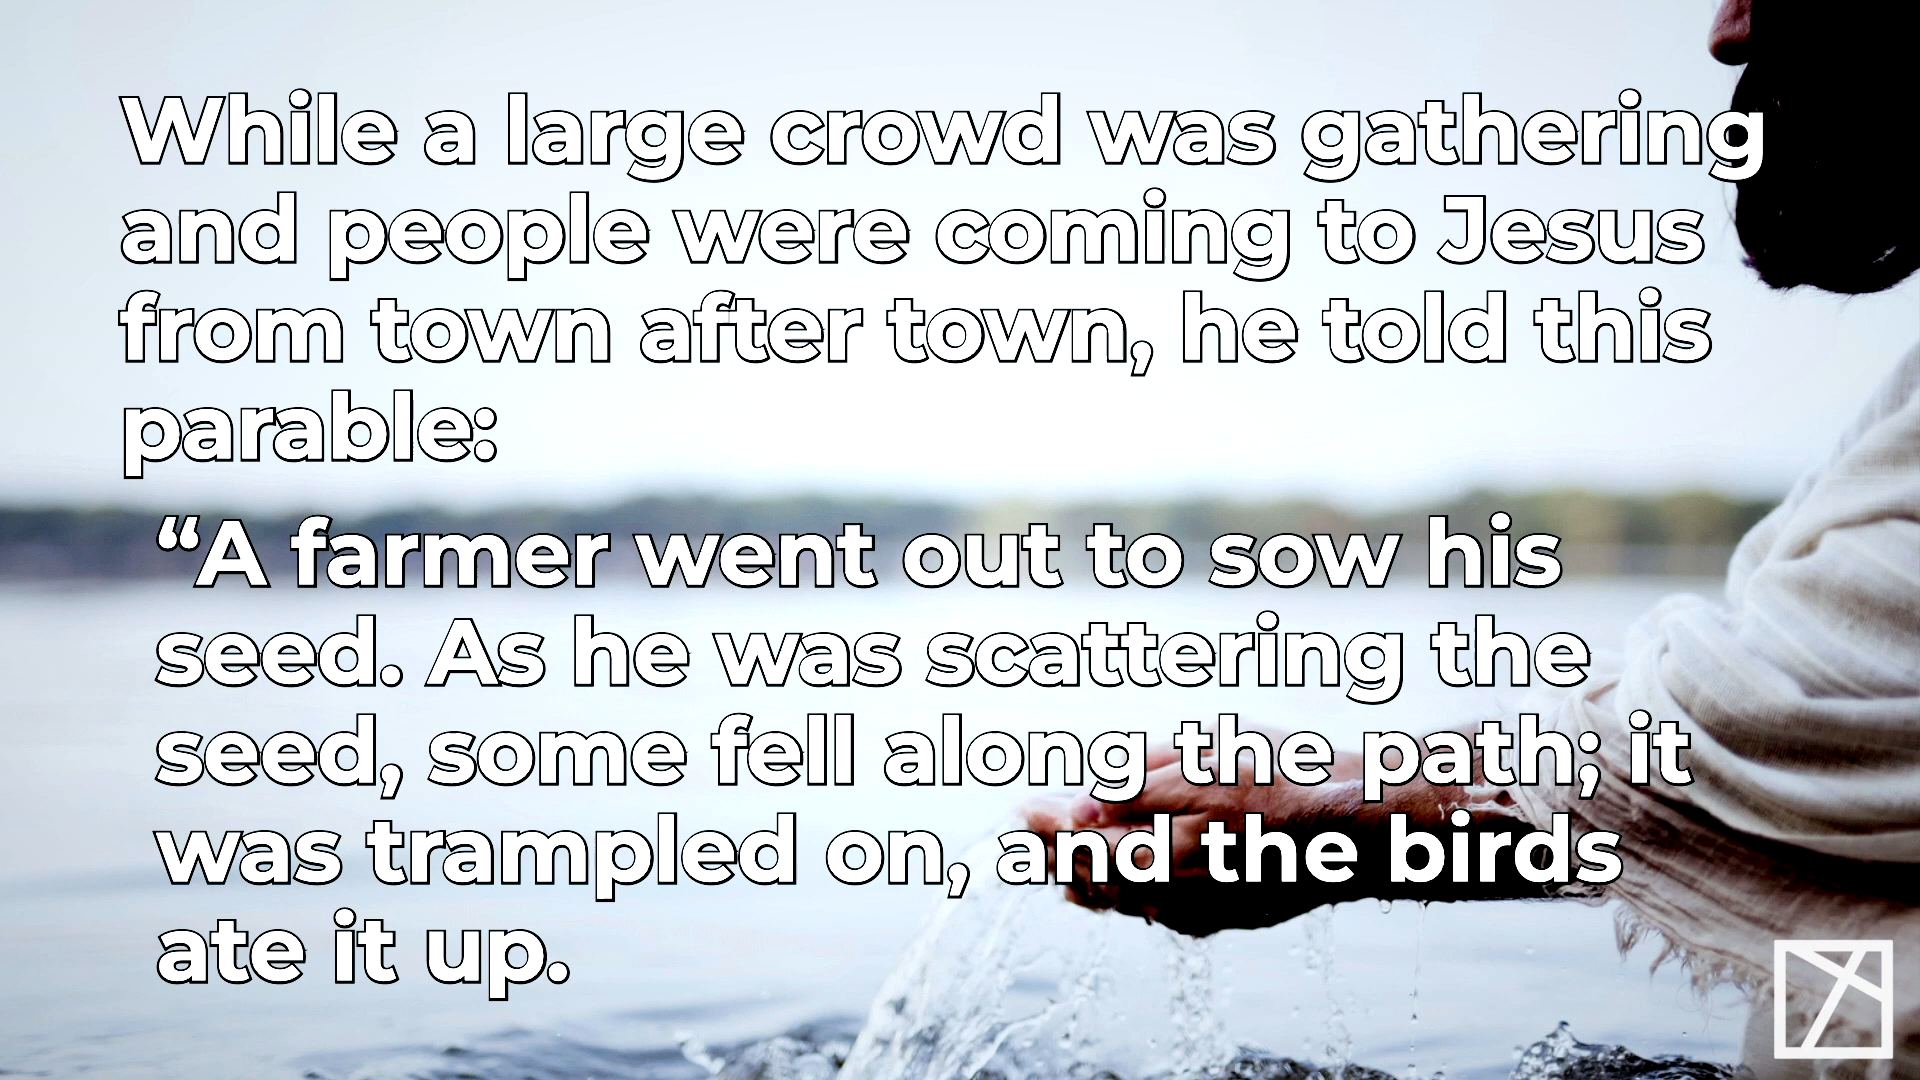 While a large crowd was gathering
and people were coming to Jesus
from town after town, he told this
parable:
“A farmer went out to sow his
seed. As he was scattering the
seed, some fell along the path; it
was trampled on, and the birds
ate it up.